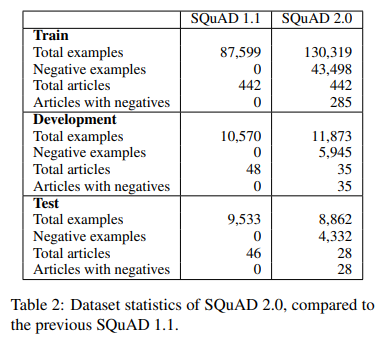 SQuAD 1.1 SQuAD 2.0
Train
Total examples 87,599 130,319
Negative examples 0 43,498
Total articles 442 442
Articles with negatives 0 285
Development
Total examples 10,570 11,873
Negative examples 0 5,945
Total articles 48 35
Articles with negatives 0 35
Test
Total examples 9,533 8,862
Negative examples 0 4,332
Total articles 46 28
Articles with negatives 0 28
Table 2: Dataset statistics of SQuAD 2.0, compared to
the previous SQuAD 1.1.